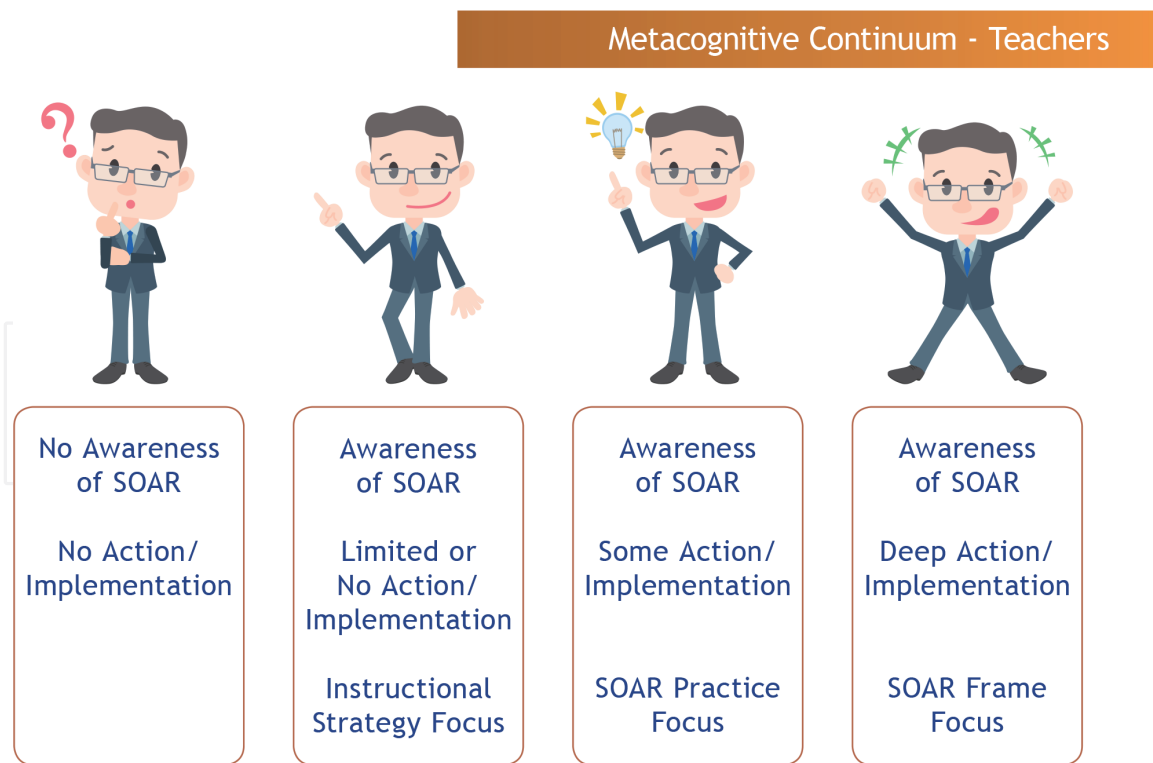 Metacognitive Continuum - Teachers
No Awareness
of SOAR
No Action/
Implementation
Awareness
of SOAR
Limited or
No Action/
Implementation
Instructional
Strategy Focus
Awareness
of SOAR
Some Action/
Implementation
SOAR Practice
Focus
Awareness
of SOAR
Deep Action/
Implementation
SOAR Frame
Focus